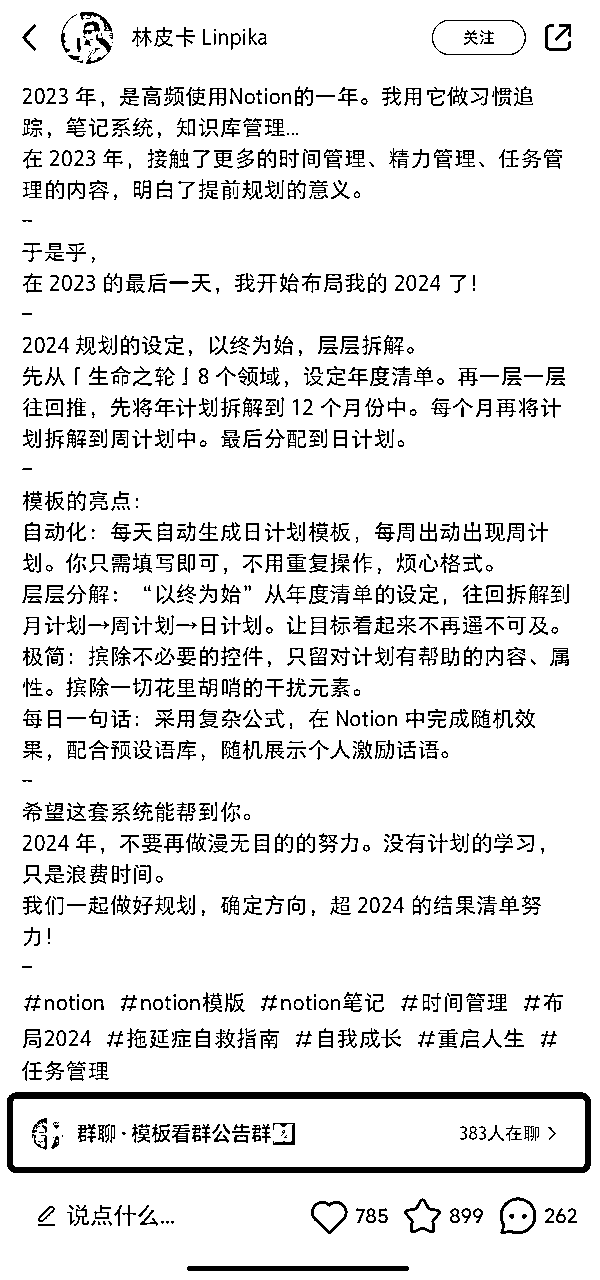 林皮卡 Linpika
关注
2023 年，是高频使用Notion的一年。我用它做习惯追
踪，笔记系统，知识库管理...
在 2023 年，接触了更多的时间管理、精力管理、任务管
理的内容，明白了提前规划的意义。
–
于是乎，
在 2023 的最后一天，我开始布局我的 2024 了！
–
2024 规划的设定，以终为始，层层拆解。
先从「生命之轮」8 个领域，设定年度清单。再一层一层
往回推，先将年计划拆解到 12 个月份中。每个月再将计
划拆解到周计划中。最后分配到日计划。
–
模板的亮点：
自动化：每天自动生成日计划模板，每周出动出现周计
划。你只需填写即可，不用重复操作，烦心格式。
层层分解：“以终为始”从年度清单的设定，往回拆解到
月计划→周计划→日计划。让目标看起来不再遥不可及。
极简：摈除不必要的控件，只留对计划有帮助的内容、属
性。摈除一切花里胡哨的干扰元素。
每日一句话：采用复杂公式，在 Notion 中完成随机效
果，配合预设语库，随机展示个人激励话语。
–
希望这套系统能帮到你。
2024 年，不要再做漫无目的的努力。没有计划的学习，
只是浪费时间。
我们一起做好规划，确定方向，超 2024 的结果清单努
力！
–
#notion #notion模版 #notion笔记 #时间管理 #布
局2024 #拖延症自救指南 #自我成长 #重启人生 #
任务管理
群聊·模板看群公告群
383人在聊
说点什么...
785
899
262